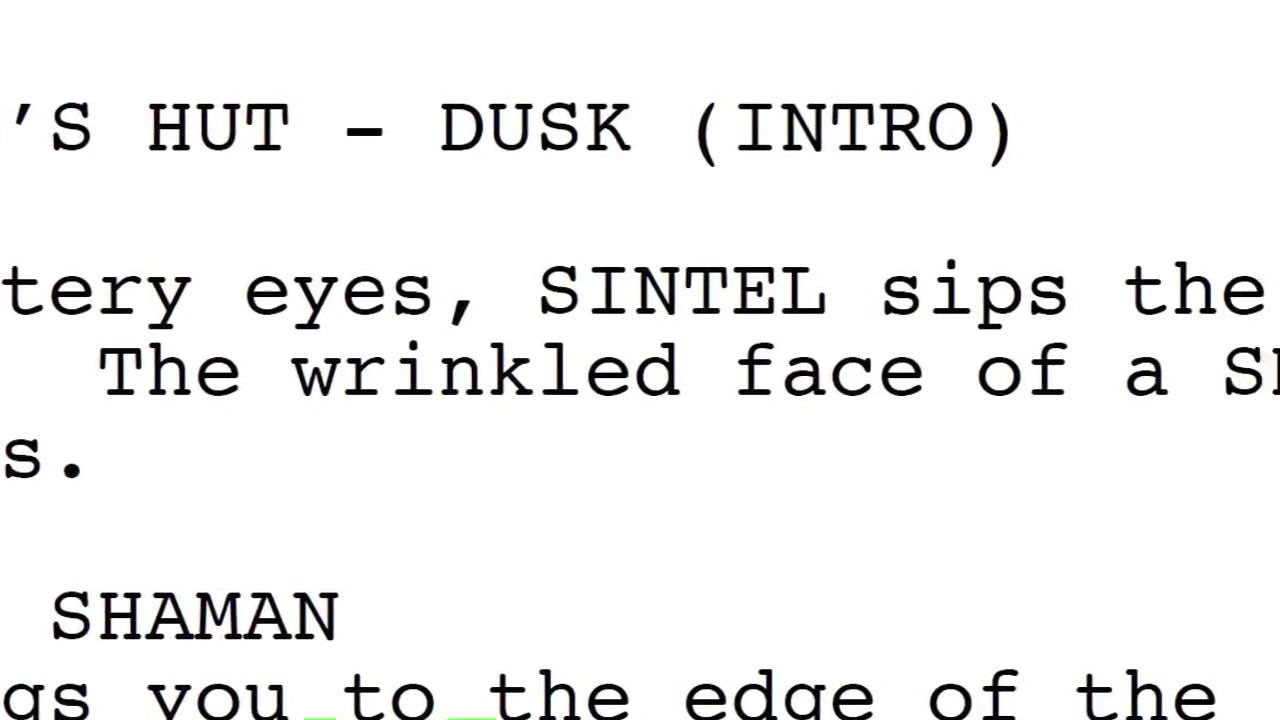 ’S HUT - DUSK (INTRO)
tery eyes, SINTEL sips the
The wrinkled face of a
s.
SHAMAN
gs you to the edge of the